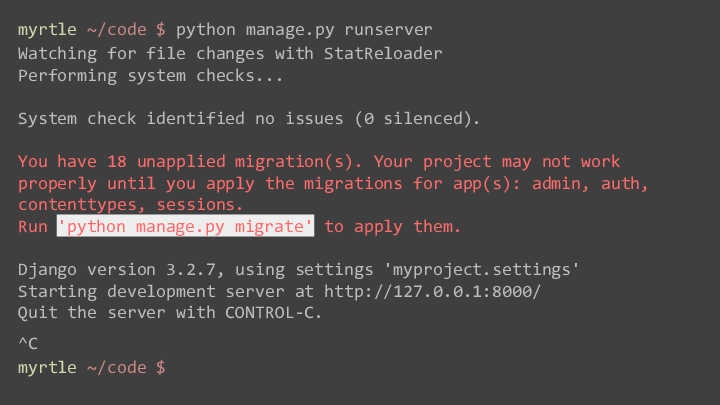 myrtle ~/code $ python manage.py runserver
Watching for file changes with StatReloader
Performing system checks...
System check identified no issues (0 silenced).
You have 18 unapplied migration(s). Your project may not work
properly until you apply the migrations for app(s): admin, auth,
contenttypes, sessions.
Run 'python manage.py migrate' to apply them.
Django version 3.2.7, using settings 'myproject.settings'
Starting development server at http://127.0.0.1:8000/
Quit the server with CONTROL-C.
^C
myrtle ~/code $